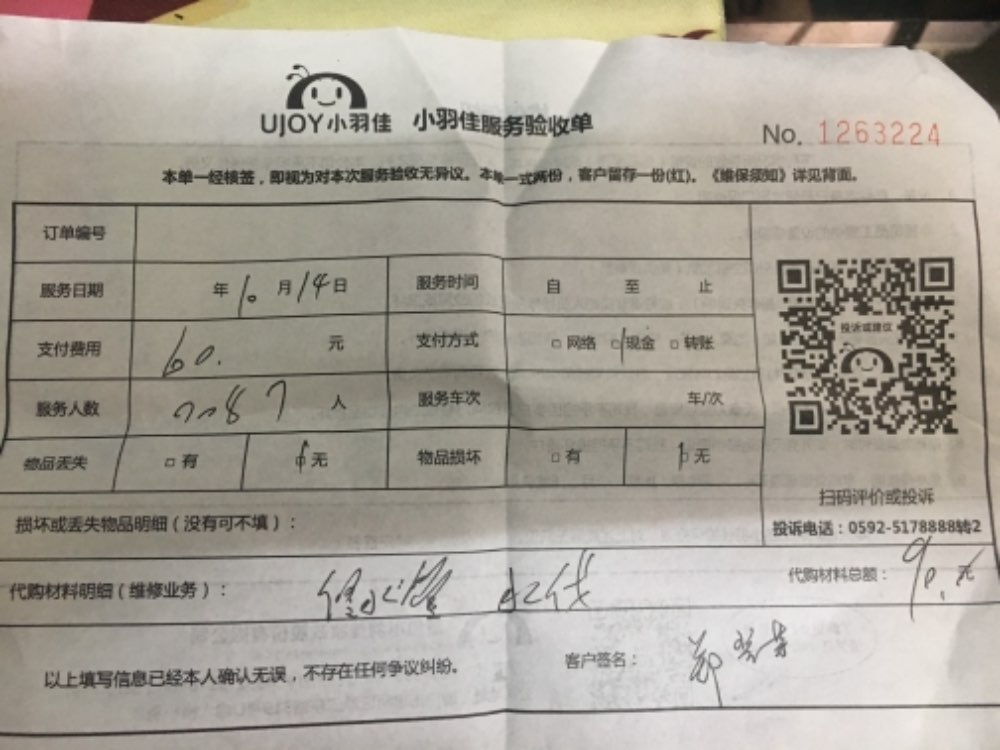 UJOY小羽佳 小羽佳服务验收单
No. 1263224
本单一经核签，即视为对本次服务验收无异议。本单一式两份，客户留存一份(红)。《维保须知》详见背面。
订单编号
服务日期 年 10 月 14 日 服务时间 自 至 止
支付费用 60. 元 支付方式 □ 网络 □ 现金 □ 转账
投诉或建议
服务人数 7787 人 服务车次 车/次
物品丢失 □ 有 □ 无 物品损坏 □ 有 □ 无
扫码评价或投诉
损坏或丢失物品明细（没有可不填）： 投诉电话：0592-5178888转2
代购材料明细（维修业务）： 代购材料总额： 90.元
以上填写信息已经本人确认无误，不存在任何争议纠纷。 客户签名： 郑